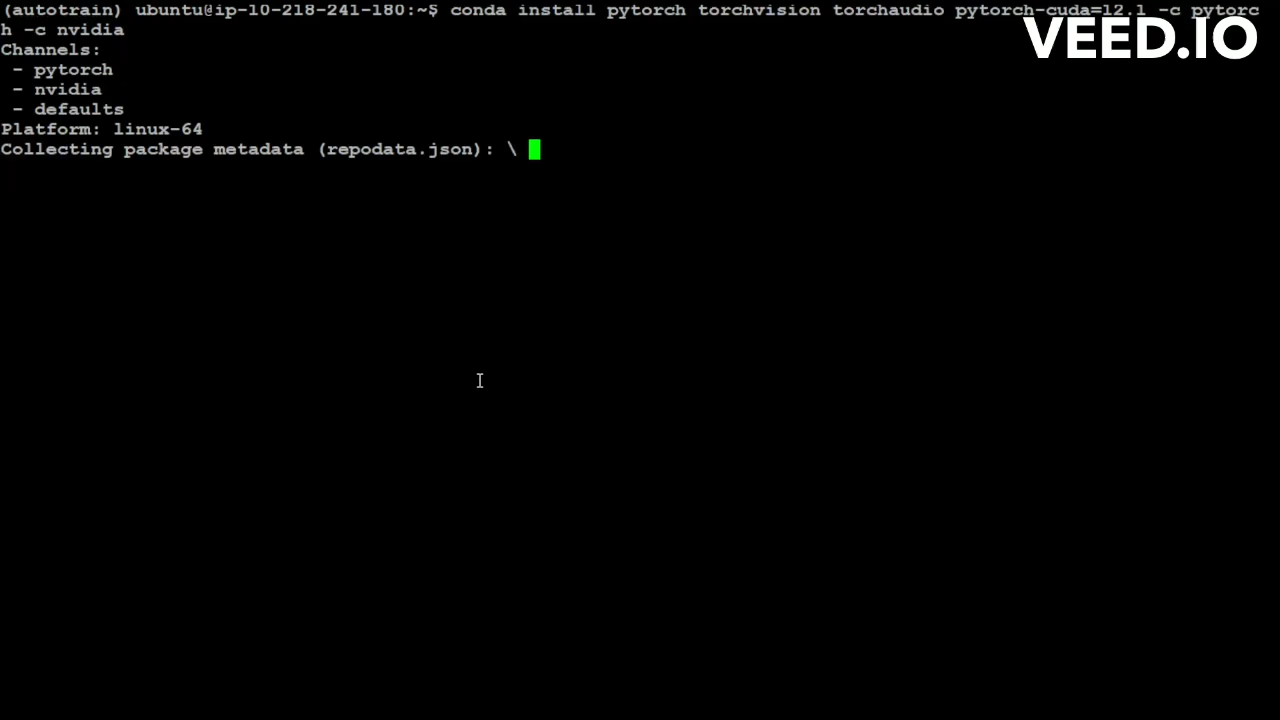 (autotrain) ubuntu@ip-10-218-241-180:~$ conda install pytorch torchvision torchaudio pytorch-cuda=12.1 -c pytorc
h -c nvidia
VEED.IO
Channels:
 - pytorch
 - nvidia
 - defaults
Platform: linux-64
Collecting package metadata (repodata.json): \